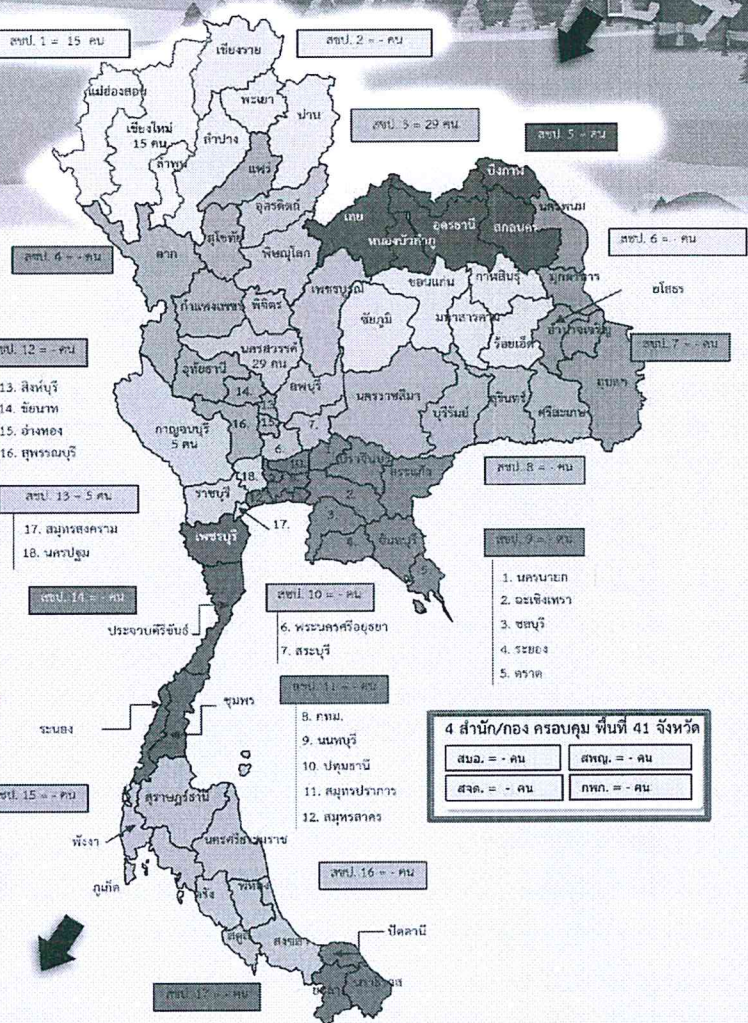 สชป. 1 = 15 คน
สชป. 2 = - คน
เชียงราย
แม่ฮ่องสอน
พะเยา
น่าน
เชียงใหม่
15 คน
ลำปาง
ลำพูน
สชป. 3 = 29 คน
สชป. 5 = - คน
แพร่
บึงกาฬ
อุตรดิตถ์
เลย
นครพนม
อุดรธานี
สกลนคร
หนองบัวลำภู
สุโขทัย
สชป. 6 = - คน
สชป. 4 = - คน
ตาก
พิษณุโลก
เพชรบูรณ์
ขอนแก่น
กาฬสินธุ์
มุกดาหาร
ยโสธร
กำแพงเพชร
พิจิตร
ชัยภูมิ
มหาสารคาม
ร้อยเอ็ด
อำนาจเจริญ
สชป. 7 = - คน
ชป. 12 = - คน
นครสวรรค์
29 คน
13. สิงห์บุรี
14. ชัยนาท
15. อ่างทอง
16. สุพรรณบุรี
อุทัยธานี
14.
ลพบุรี
13.
15.
นครราชสีมา
บุรีรัมย์
สุรินทร์
ศรีสะเกษ
อุบลฯ
กาญจนบุรี
5 คน
16.
7.
6.
1.
ปราจีนบุรี
สระแก้ว
สชป. 8 = - คน
ชป. 13 = 5 คน
18.
10.
2.
ราชบุรี
17. สมุทรสงคราม
18. นครปฐม
17.
3.
จันทบุรี
4.
5.
เพชรบุรี
สชป. 9 = - คน
1. นครนายก
2. ฉะเชิงเทรา
3. ชลบุรี
4. ระยอง
5. ตราด
สชป. 14 = - คน
สชป. 10 = - คน
6. พระนครศรีอยุธยา
7. สระบุรี
ประจวบคีรีขันธ์
สชป. 11 = - คน
8. กทม.
9. นนทบุรี
10. ปทุมธานี
11. สมุทรปราการ
12. สมุทรสาคร
ชุมพร
ระนอง
4 สำนัก/กอง ครอบคุม พื้นที่ 41 จังหวัด
สมอ. = - คน
สพญ. = - คน
สจด. = - คน
กพก. = - คน
ชป. 15 = - คน
สุราษฎร์ธานี
พังงา
นครศรีธรรมราช
ภูเก็ต
สชป. 16 = - คน
ตรัง
พัทลุง
สตูล
สงขลา
ปัตตานี
สชป. 17 = - คน
ยะลา
นราธิวาส